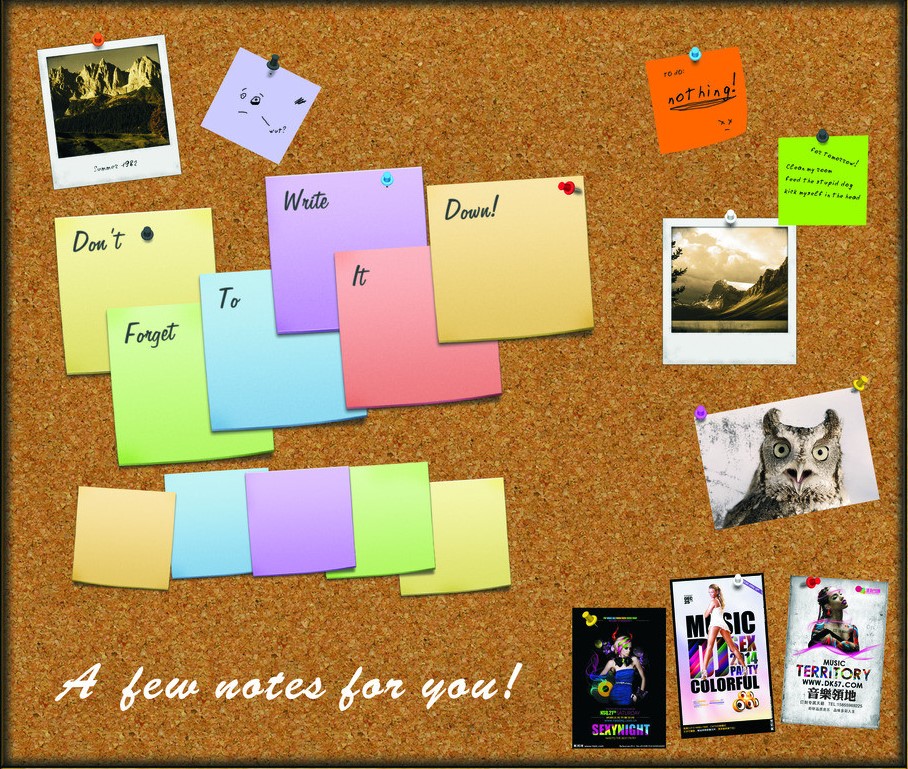 Summer 1982
wut?
TO DO:
nothing!
x.x
For Tomorrow!
Clean my room
feed the stupid dog
kick myself in the head
Don't
Forget
To
Write
It
Down!
A few notes for you!
SEXYNIGHT
MUSIC
SEX
2014
PARTY
COLORFUL
MUSIC
TERRITORY
WWW.DK57.COM
音樂領地